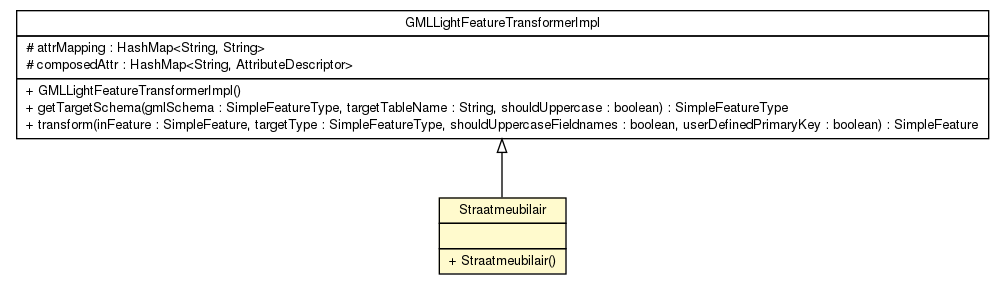 GMLLightFeatureTransformerImpl
# attrMapping : HashMap<String, String>
# composedAttr : HashMap<String, AttributeDescriptor>
+ GMLLightFeatureTransformerImpl()
+ getTargetSchema(gmlSchema : SimpleFeatureType, targetTableName : String, shouldUppercase : boolean) : SimpleFeatureType
+ transform(inFeature : SimpleFeature, targetType : SimpleFeatureType, shouldUppercaseFieldnames : boolean, userDefinedPrimaryKey : boolean) : SimpleFeature
Straatmeubilair
+ Straatmeubilair()